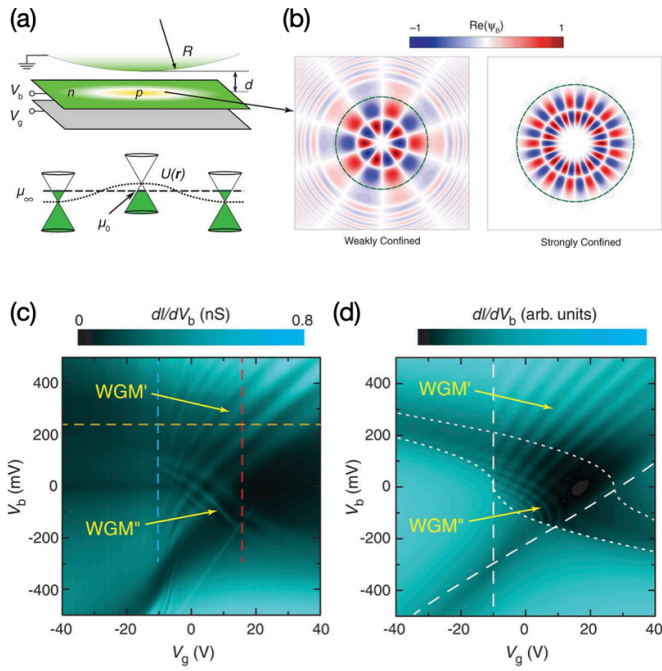 (a)
R
d
n
p
V_b
V_g
U(r)
μ_∞
μ_0
(b)
Re(ψ_B)
−1
1
Weakly Confined
Strongly Confined
(c)
dI/dV_b (nS)
0
0.8
WGM'
WGM"
V_b (mV)
400
200
0
-200
-400
-40
-20
0
20
40
V_g (V)
(d)
dI/dV_b (arb. units)
WGM'
WGM"
V_b (mV)
400
200
0
-200
-400
-40
-20
0
20
40
V_g (V)